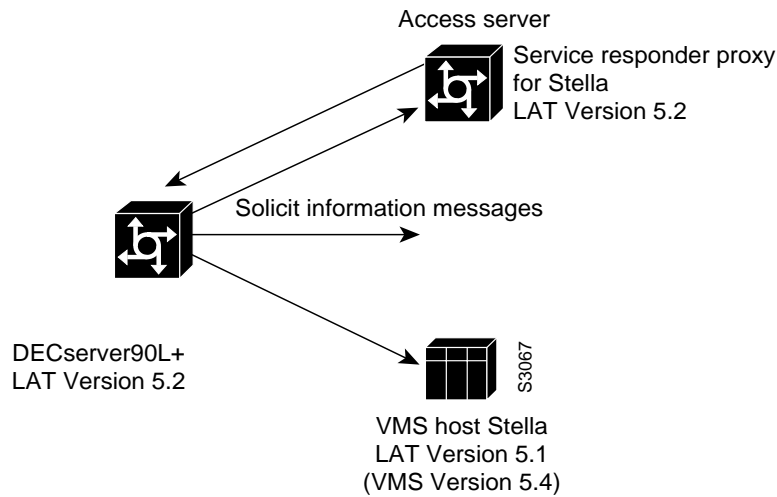 Access server
Service responder proxy
for Stella
LAT Version 5.2
Solicit information messages
DECserver90L+
LAT Version 5.2
S3067
VMS host Stella
LAT Version 5.1
(VMS Version 5.4)